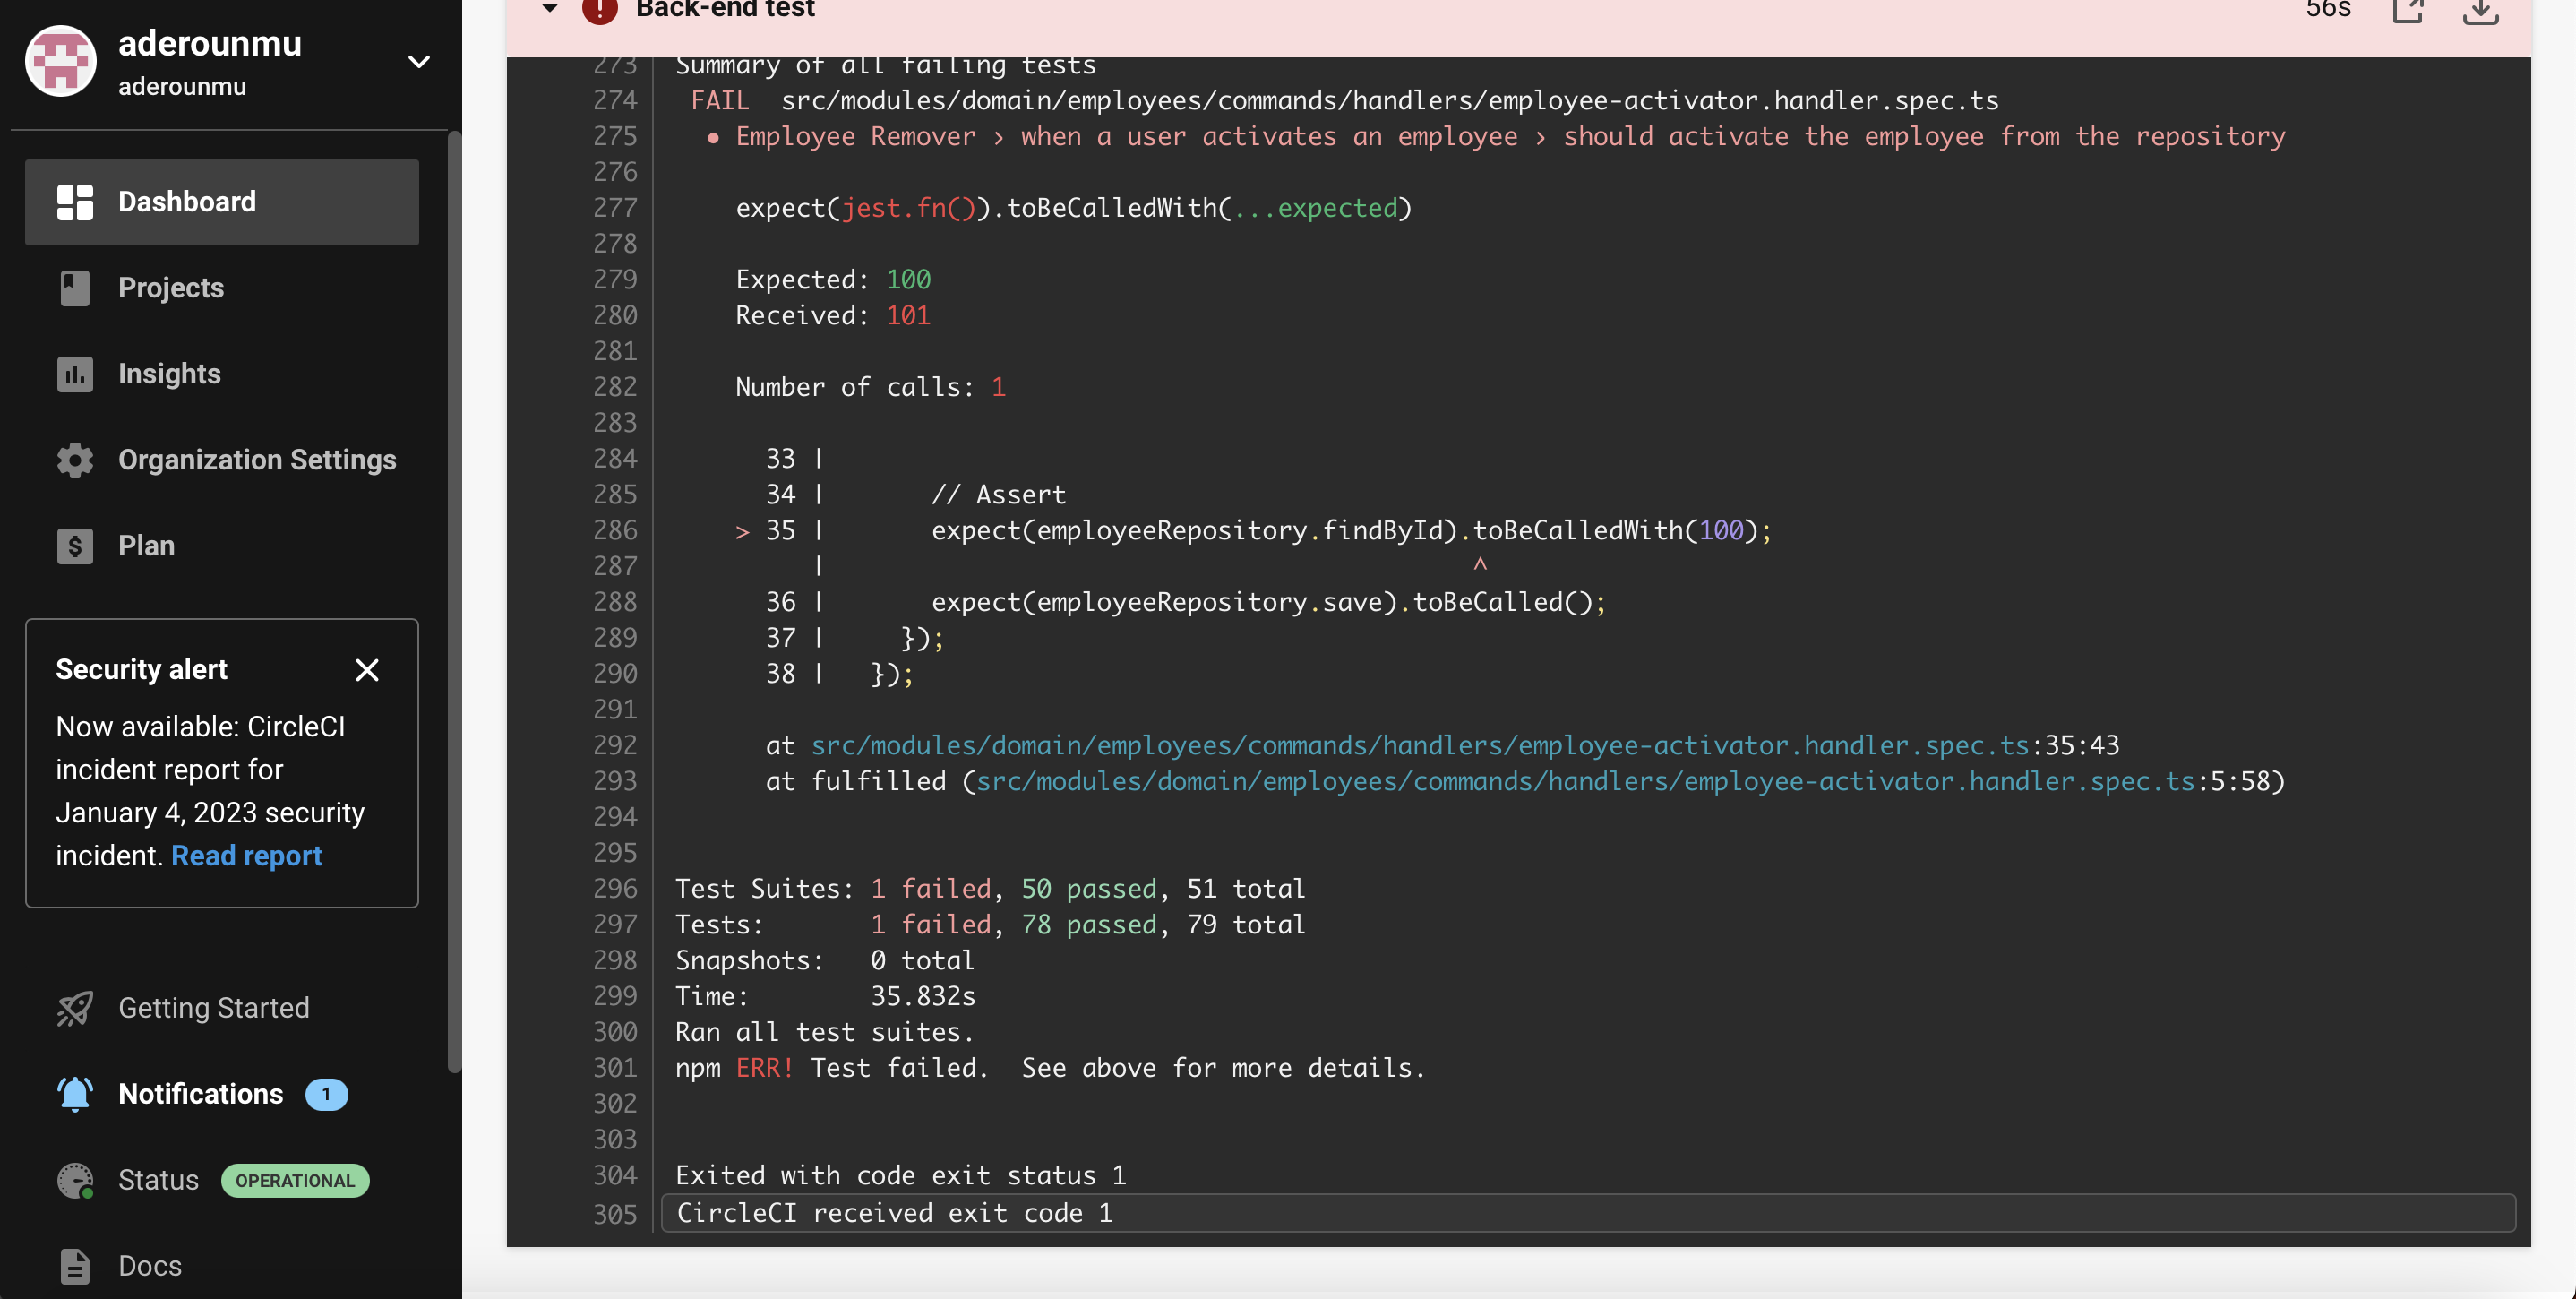 aderounmu
aderounmu
Dashboard
Projects
Insights
Organization Settings
Plan
Security alert
Now available: CircleCI
incident report for
January 4, 2023 security
incident. Read report
Getting Started
Notifications 1
Status OPERATIONAL
Docs
Back-end test 56s
273 Summary of all failing tests
274 FAIL src/modules/domain/employees/commands/handlers/employee-activator.handler.spec.ts
275 ● Employee Remover › when a user activates an employee › should activate the employee from the repository
276
277 expect(jest.fn()).toBeCalledWith(...expected)
278
279 Expected: 100
280 Received: 101
281
282 Number of calls: 1
283
284 33 |
285 34 | // Assert
286 > 35 | expect(employeeRepository.findById).toBeCalledWith(100);
287 | ^
288 36 | expect(employeeRepository.save).toBeCalled();
289 37 | });
290 38 | });
291
292 at src/modules/domain/employees/commands/handlers/employee-activator.handler.spec.ts:35:43
293 at fulfilled (src/modules/domain/employees/commands/handlers/employee-activator.handler.spec.ts:5:58)
294
295
296 Test Suites: 1 failed, 50 passed, 51 total
297 Tests: 1 failed, 78 passed, 79 total
298 Snapshots: 0 total
299 Time: 35.832s
300 Ran all test suites.
301 npm ERR! Test failed. See above for more details.
302
303
304 Exited with code exit status 1
305 CircleCI received exit code 1